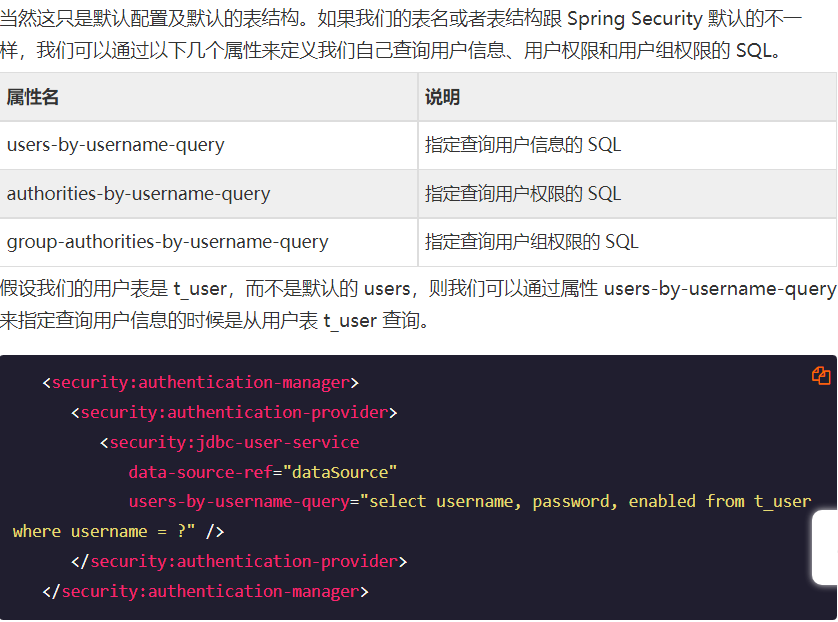 当然这只是默认配置及默认的表结构。如果我们的表名或者表结构跟 Spring Security 默认的不一
样，我们可以通过以下几个属性来定义我们自己查询用户信息、用户权限和用户组权限的 SQL。
属性名 说明
users-by-username-query 指定查询用户信息的 SQL
authorities-by-username-query 指定查询用户权限的 SQL
group-authorities-by-username-query 指定查询用户组权限的 SQL
假设我们的用户表是 t_user，而不是默认的 users，则我们可以通过属性 users-by-username-query
来指定查询用户信息的时候是从用户表 t_user 查询。
<security:authentication-manager>
<security:authentication-provider>
<security:jdbc-user-service
data-source-ref="dataSource"
users-by-username-query="select username, password, enabled from t_user
where username = ?" />
</security:authentication-provider>
</security:authentication-manager>